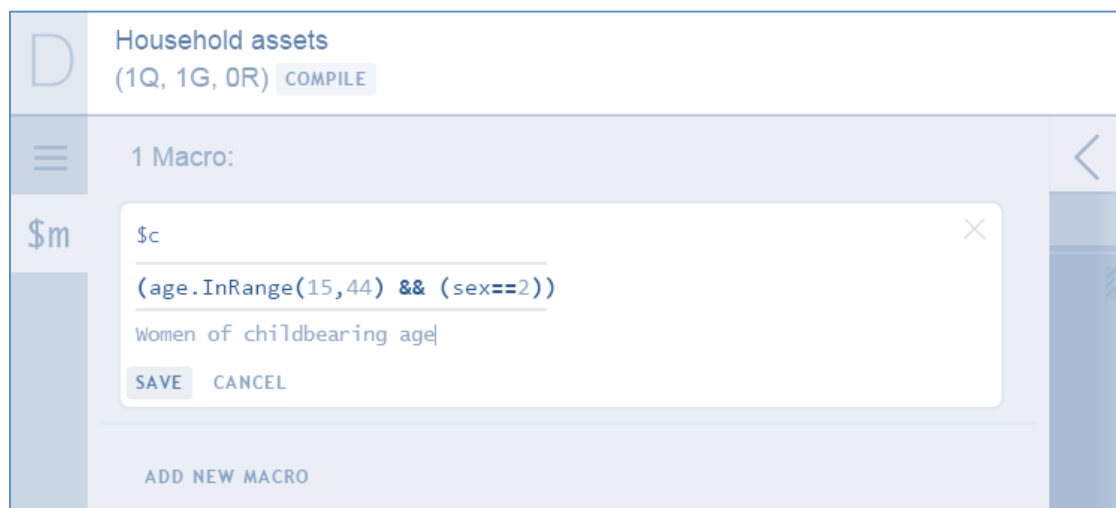 D
Household assets
(1Q, 1G, 0R) COMPILE
1 Macro:
$m
$c
(age.InRange(15,44) && (sex==2))
Women of childbearing age
SAVE CANCEL
ADD NEW MACRO